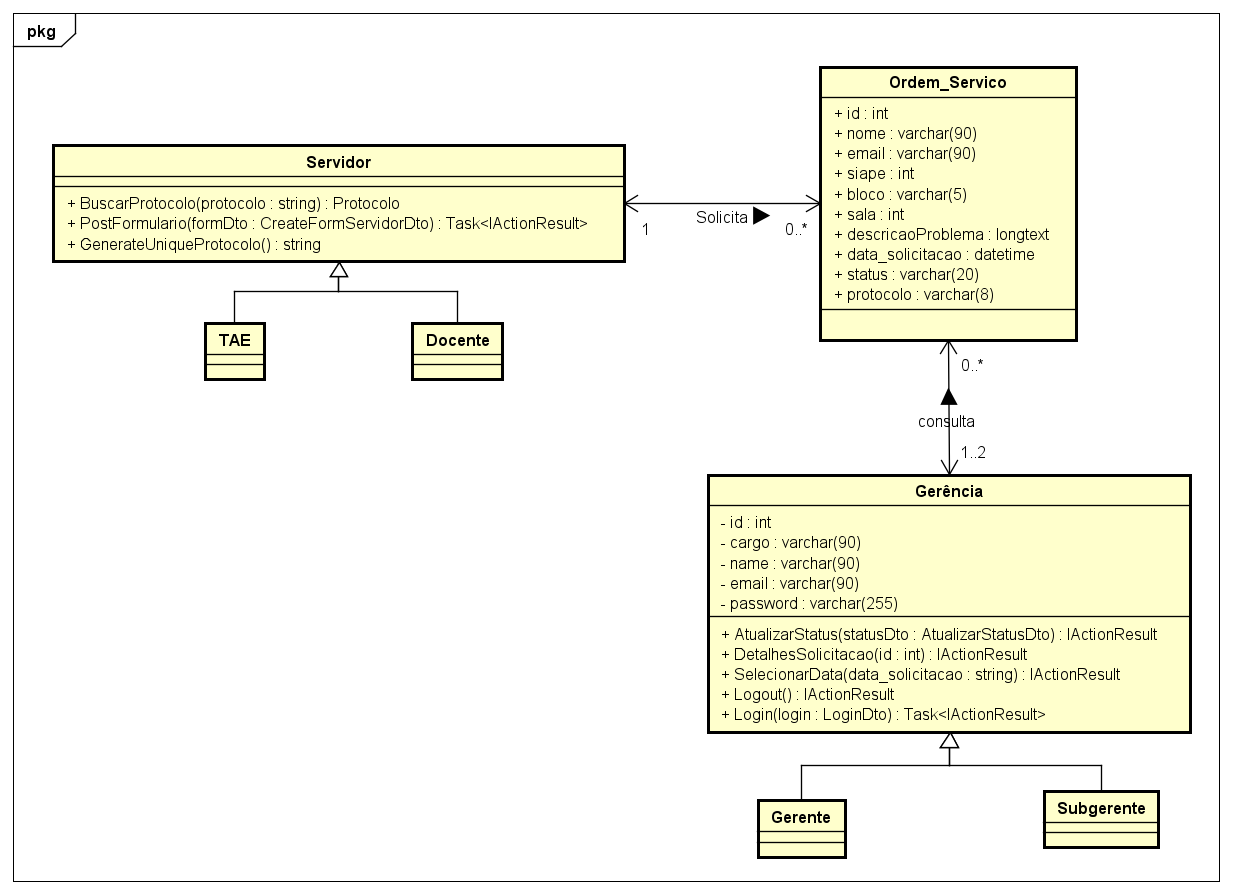 pkg
Ordem_Servico
+ id : int
+ nome : varchar(90)
+ email : varchar(90)
+ siape : int
+ bloco : varchar(5)
+ sala : int
+ descricaoProblema : longtext
+ data_solicitacao : datetime
+ status : varchar(20)
+ protocolo : varchar(8)
Servidor
+ BuscarProtocolo(protocolo : string) : Protocolo
+ PostFormulario(formDto : CreateFormServidorDto) : Task<IActionResult>
+ GenerateUniqueProtocolo() : string
1
Solicita
0..*
TAE
Docente
0..*
consulta
1..2
Gerência
- id : int
- cargo : varchar(90)
- name : varchar(90)
- email : varchar(90)
- password : varchar(255)
+ AtualizarStatus(statusDto : AtualizarStatusDto) : IActionResult
+ DetalhesSolicitacao(id : int) : IActionResult
+ SelecionarData(data_solicitacao : string) : IActionResult
+ Logout() : IActionResult
+ Login(login : LoginDto) : Task<IActionResult>
Gerente
Subgerente